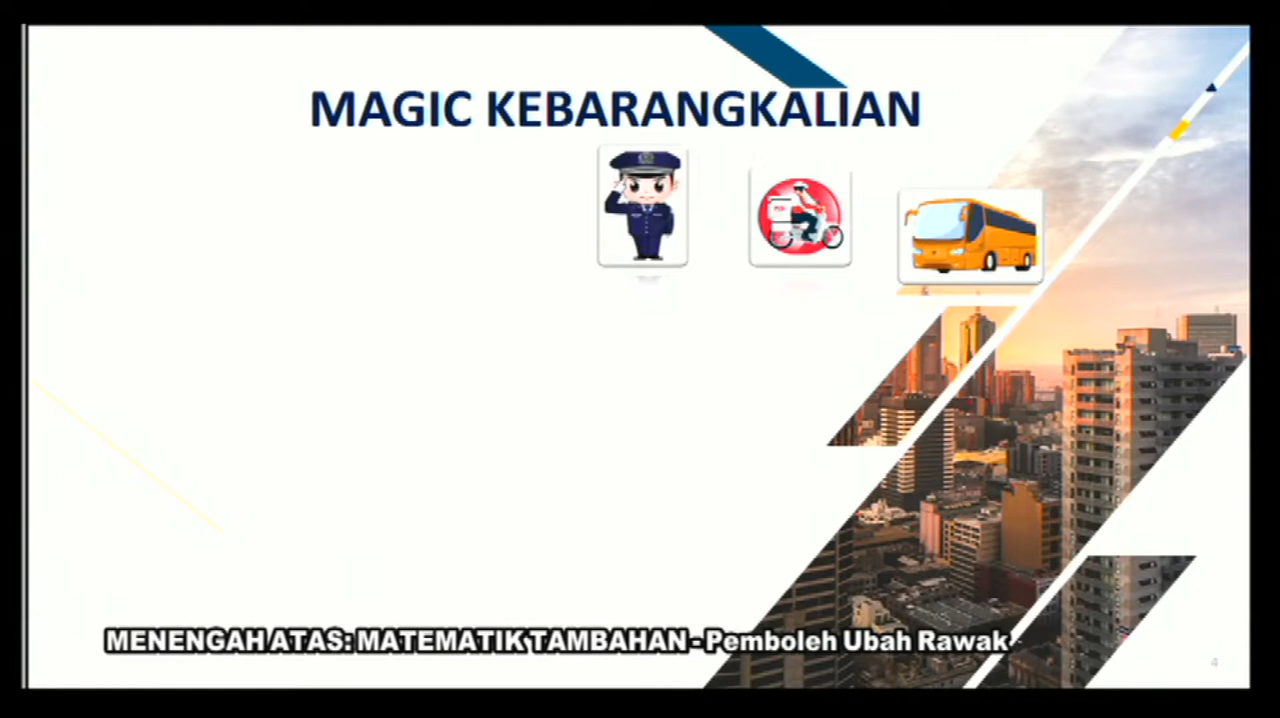 MAGIC KEBARANGKALIAN
MENENGAH ATAS: MATEMATIK TAMBAHAN - Pemboleh Ubah Rawak
4